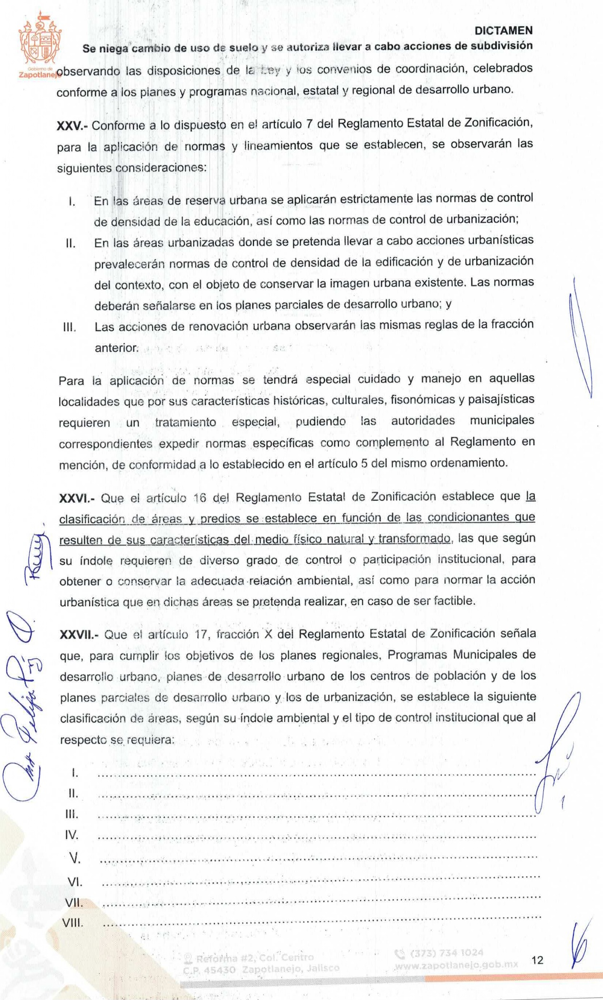 DICTAMEN
Se niega cambio de uso de suelo y se autoriza llevar a cabo acciones de subdivisión
Gobierno de
Zapotlanejo
observando las disposiciones de la Ley y los convenios de coordinación, celebrados
conforme a los planes y programas nacional, estatal y regional de desarrollo urbano.
XXV.- Conforme a lo dispuesto en el artículo 7 del Reglamento Estatal de Zonificación,
para la aplicación de normas y lineamientos que se establecen, se observarán las
siguientes consideraciones:
I. En las áreas de reserva urbana se aplicarán estrictamente las normas de control
de densidad de la educación, así como las normas de control de urbanización;
II. En las áreas urbanizadas donde se pretenda llevar a cabo acciones urbanísticas
prevalecerán normas de control de densidad de la edificación y de urbanización
del contexto, con el objeto de conservar la imagen urbana existente. Las normas
deberán señalarse en los planes parciales de desarrollo urbano; y
III. Las acciones de renovación urbana observarán las mismas reglas de la fracción
anterior.
Para la aplicación de normas se tendrá especial cuidado y manejo en aquellas
localidades que por sus características históricas, culturales, fisonómicas y paisajísticas
requieren un tratamiento especial, pudiendo las autoridades municipales
correspondientes expedir normas específicas como complemento al Reglamento en
mención, de conformidad a lo establecido en el artículo 5 del mismo ordenamiento.
XXVI.- Que el artículo 16 del Reglamento Estatal de Zonificación establece que la
clasificación de áreas y predios se establece en función de las condicionantes que
resulten de sus características del medio físico natural y transformado, las que según
su índole requieren de diverso grado de control o participación institucional, para
obtener o conservar la adecuada relación ambiental, así como para normar la acción
urbanística que en dichas áreas se pretenda realizar, en caso de ser factible.
XXVII.- Que el artículo 17, fracción X del Reglamento Estatal de Zonificación señala
que, para cumplir los objetivos de los planes regionales, Programas Municipales de
desarrollo urbano, planes de desarrollo urbano de los centros de población y de los
planes parciales de desarrollo urbano y los de urbanización, se establece la siguiente
clasificación de áreas, según su índole ambiental y el tipo de control institucional que al
respecto se requiera:
I. ........................................................................
II. ........................................................................
III. ........................................................................
IV. ........................................................................
V. ........................................................................
VI. ........................................................................
VII. ........................................................................
VIII. ........................................................................
Reforma #2, Col. Centro
C.P. 45430 Zapotlanejo, Jalisco
(373) 734 1024
www.zapotlanejo.gob.mx
12